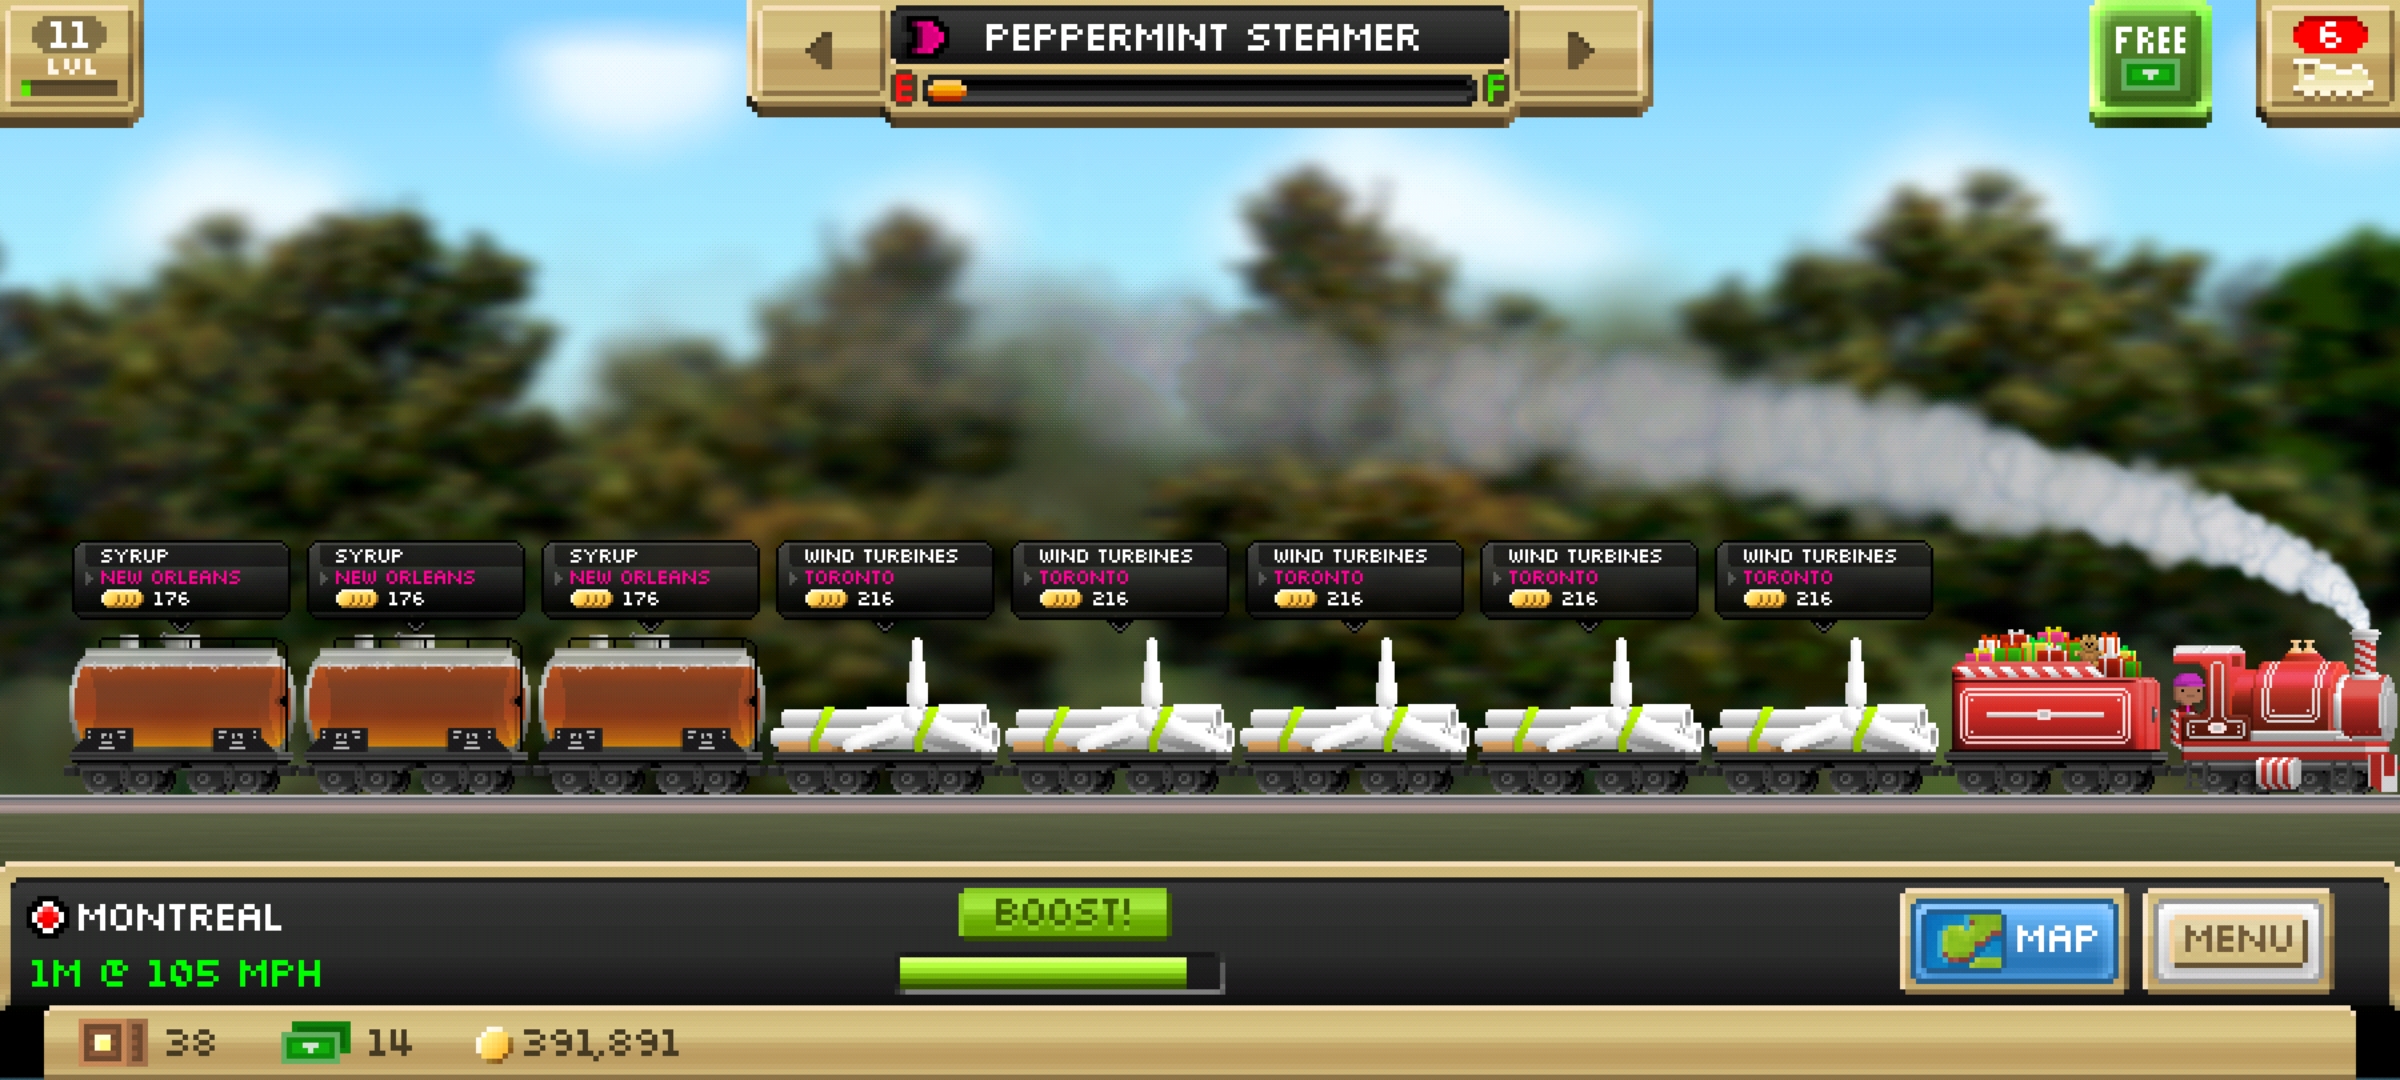 11
LVL
PEPPERMINT STEAMER
E F
FREE
6
SYRUP
NEW ORLEANS
176
SYRUP
NEW ORLEANS
176
SYRUP
NEW ORLEANS
176
WIND TURBINES
TORONTO
216
WIND TURBINES
TORONTO
216
WIND TURBINES
TORONTO
216
WIND TURBINES
TORONTO
216
WIND TURBINES
TORONTO
216
MONTREAL
1M @ 105 MPH
BOOST!
MAP
MENU
38 14 391,891